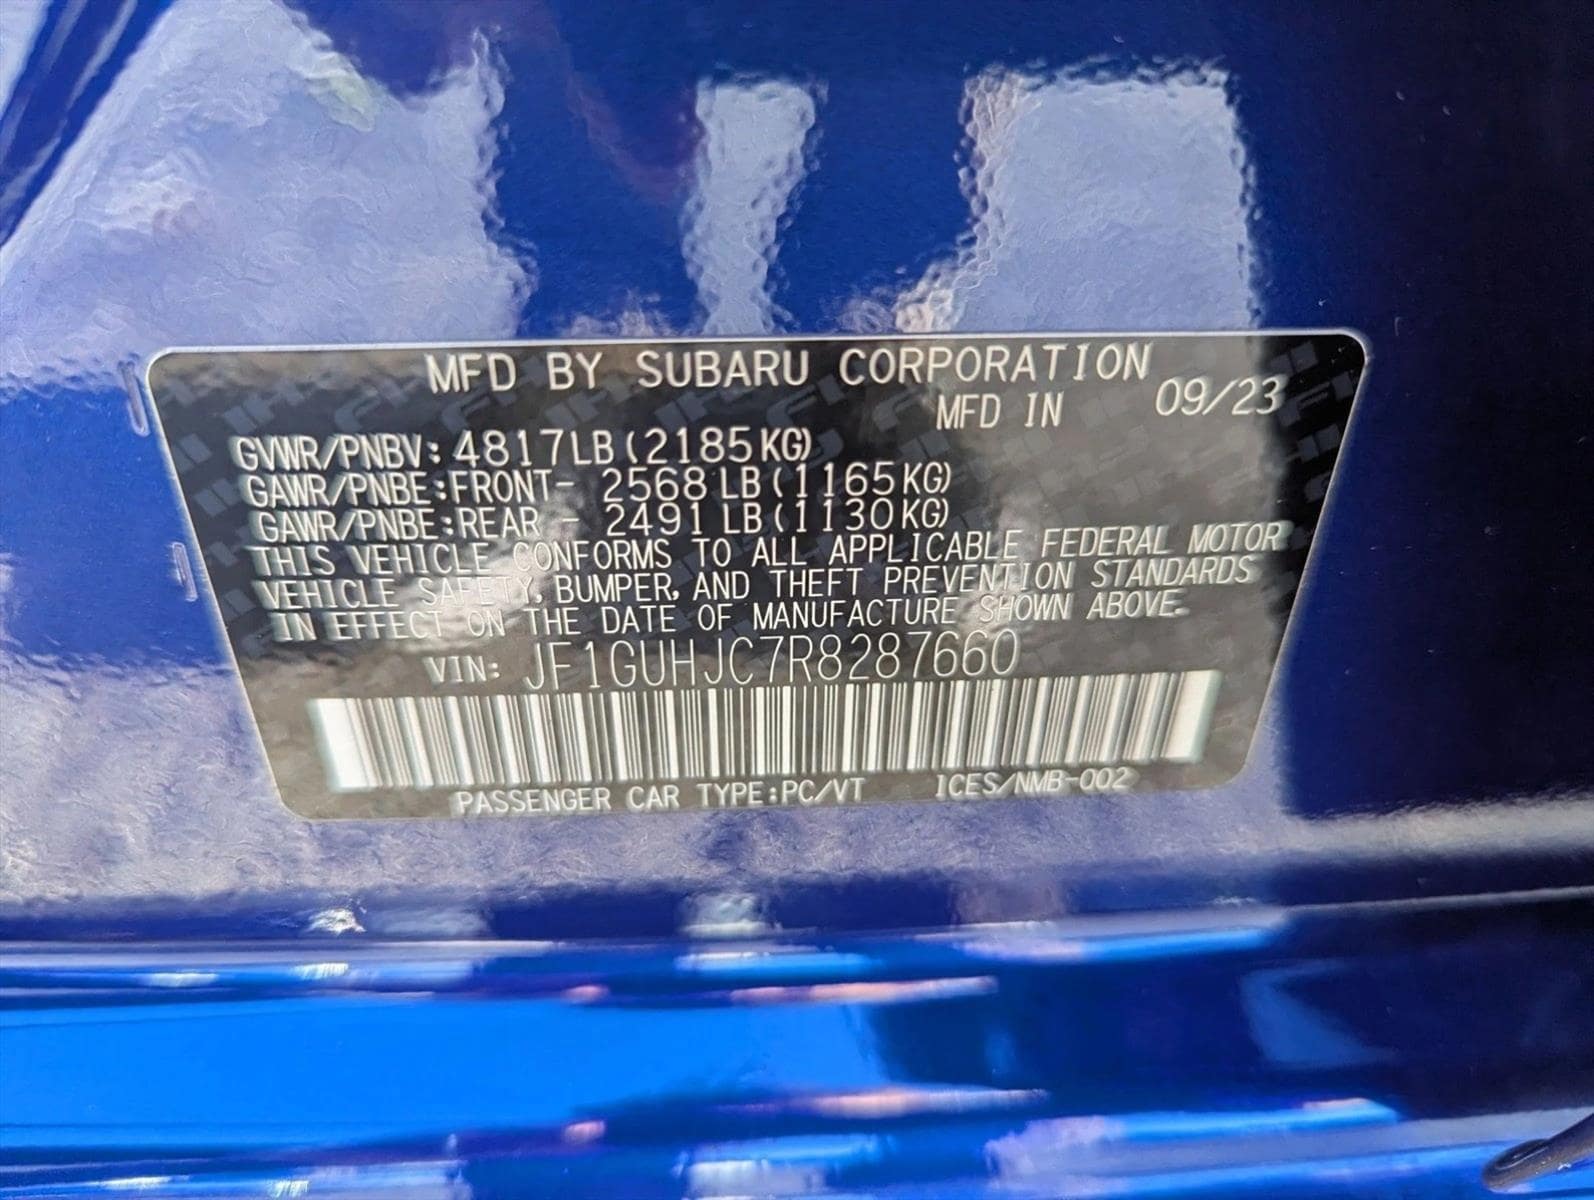 MFD BY SUBARU CORPORATION
MFD IN 09/23
GVWR/PNBV: 4817LB (2185KG)
GAWR/PNBE:FRONT- 2568LB (1165KG)
GAWR/PNBE:REAR - 2491LB (1130KG)
THIS VEHICLE CONFORMS TO ALL APPLICABLE FEDERAL MOTOR
VEHICLE SAFETY, BUMPER, AND THEFT PREVENTION STANDARDS
IN EFFECT ON THE DATE OF MANUFACTURE SHOWN ABOVE.
VIN: JF1GUHJC7R8287660
PASSENGER CAR TYPE:PC/VT ICES/NMB-002